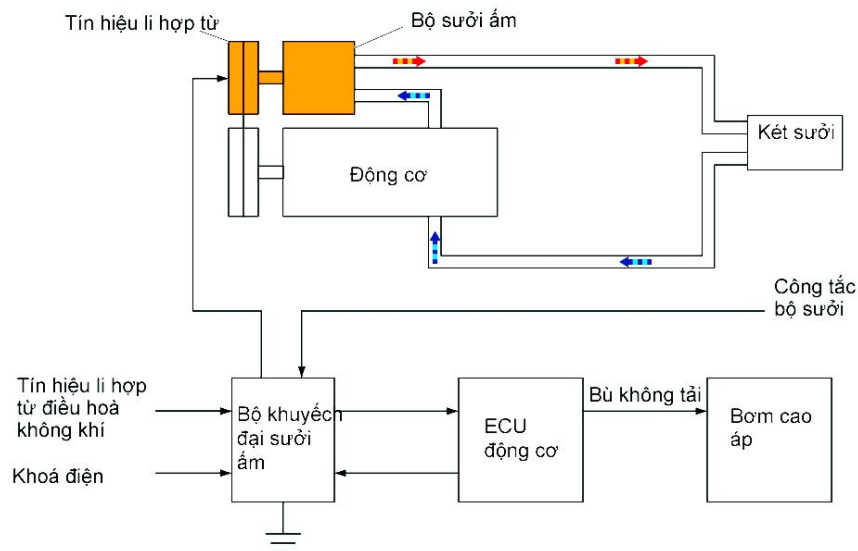 Tín hiệu li hợp từ
Bộ sưởi ấm
Két sưởi
Động cơ
Công tắc
bộ sưởi
Tín hiệu li hợp
từ điều hoà
không khí
Khoá điện
Bộ khuyếch
đại sưởi
ấm
ECU
động cơ
Bù không tải
Bơm cao
áp